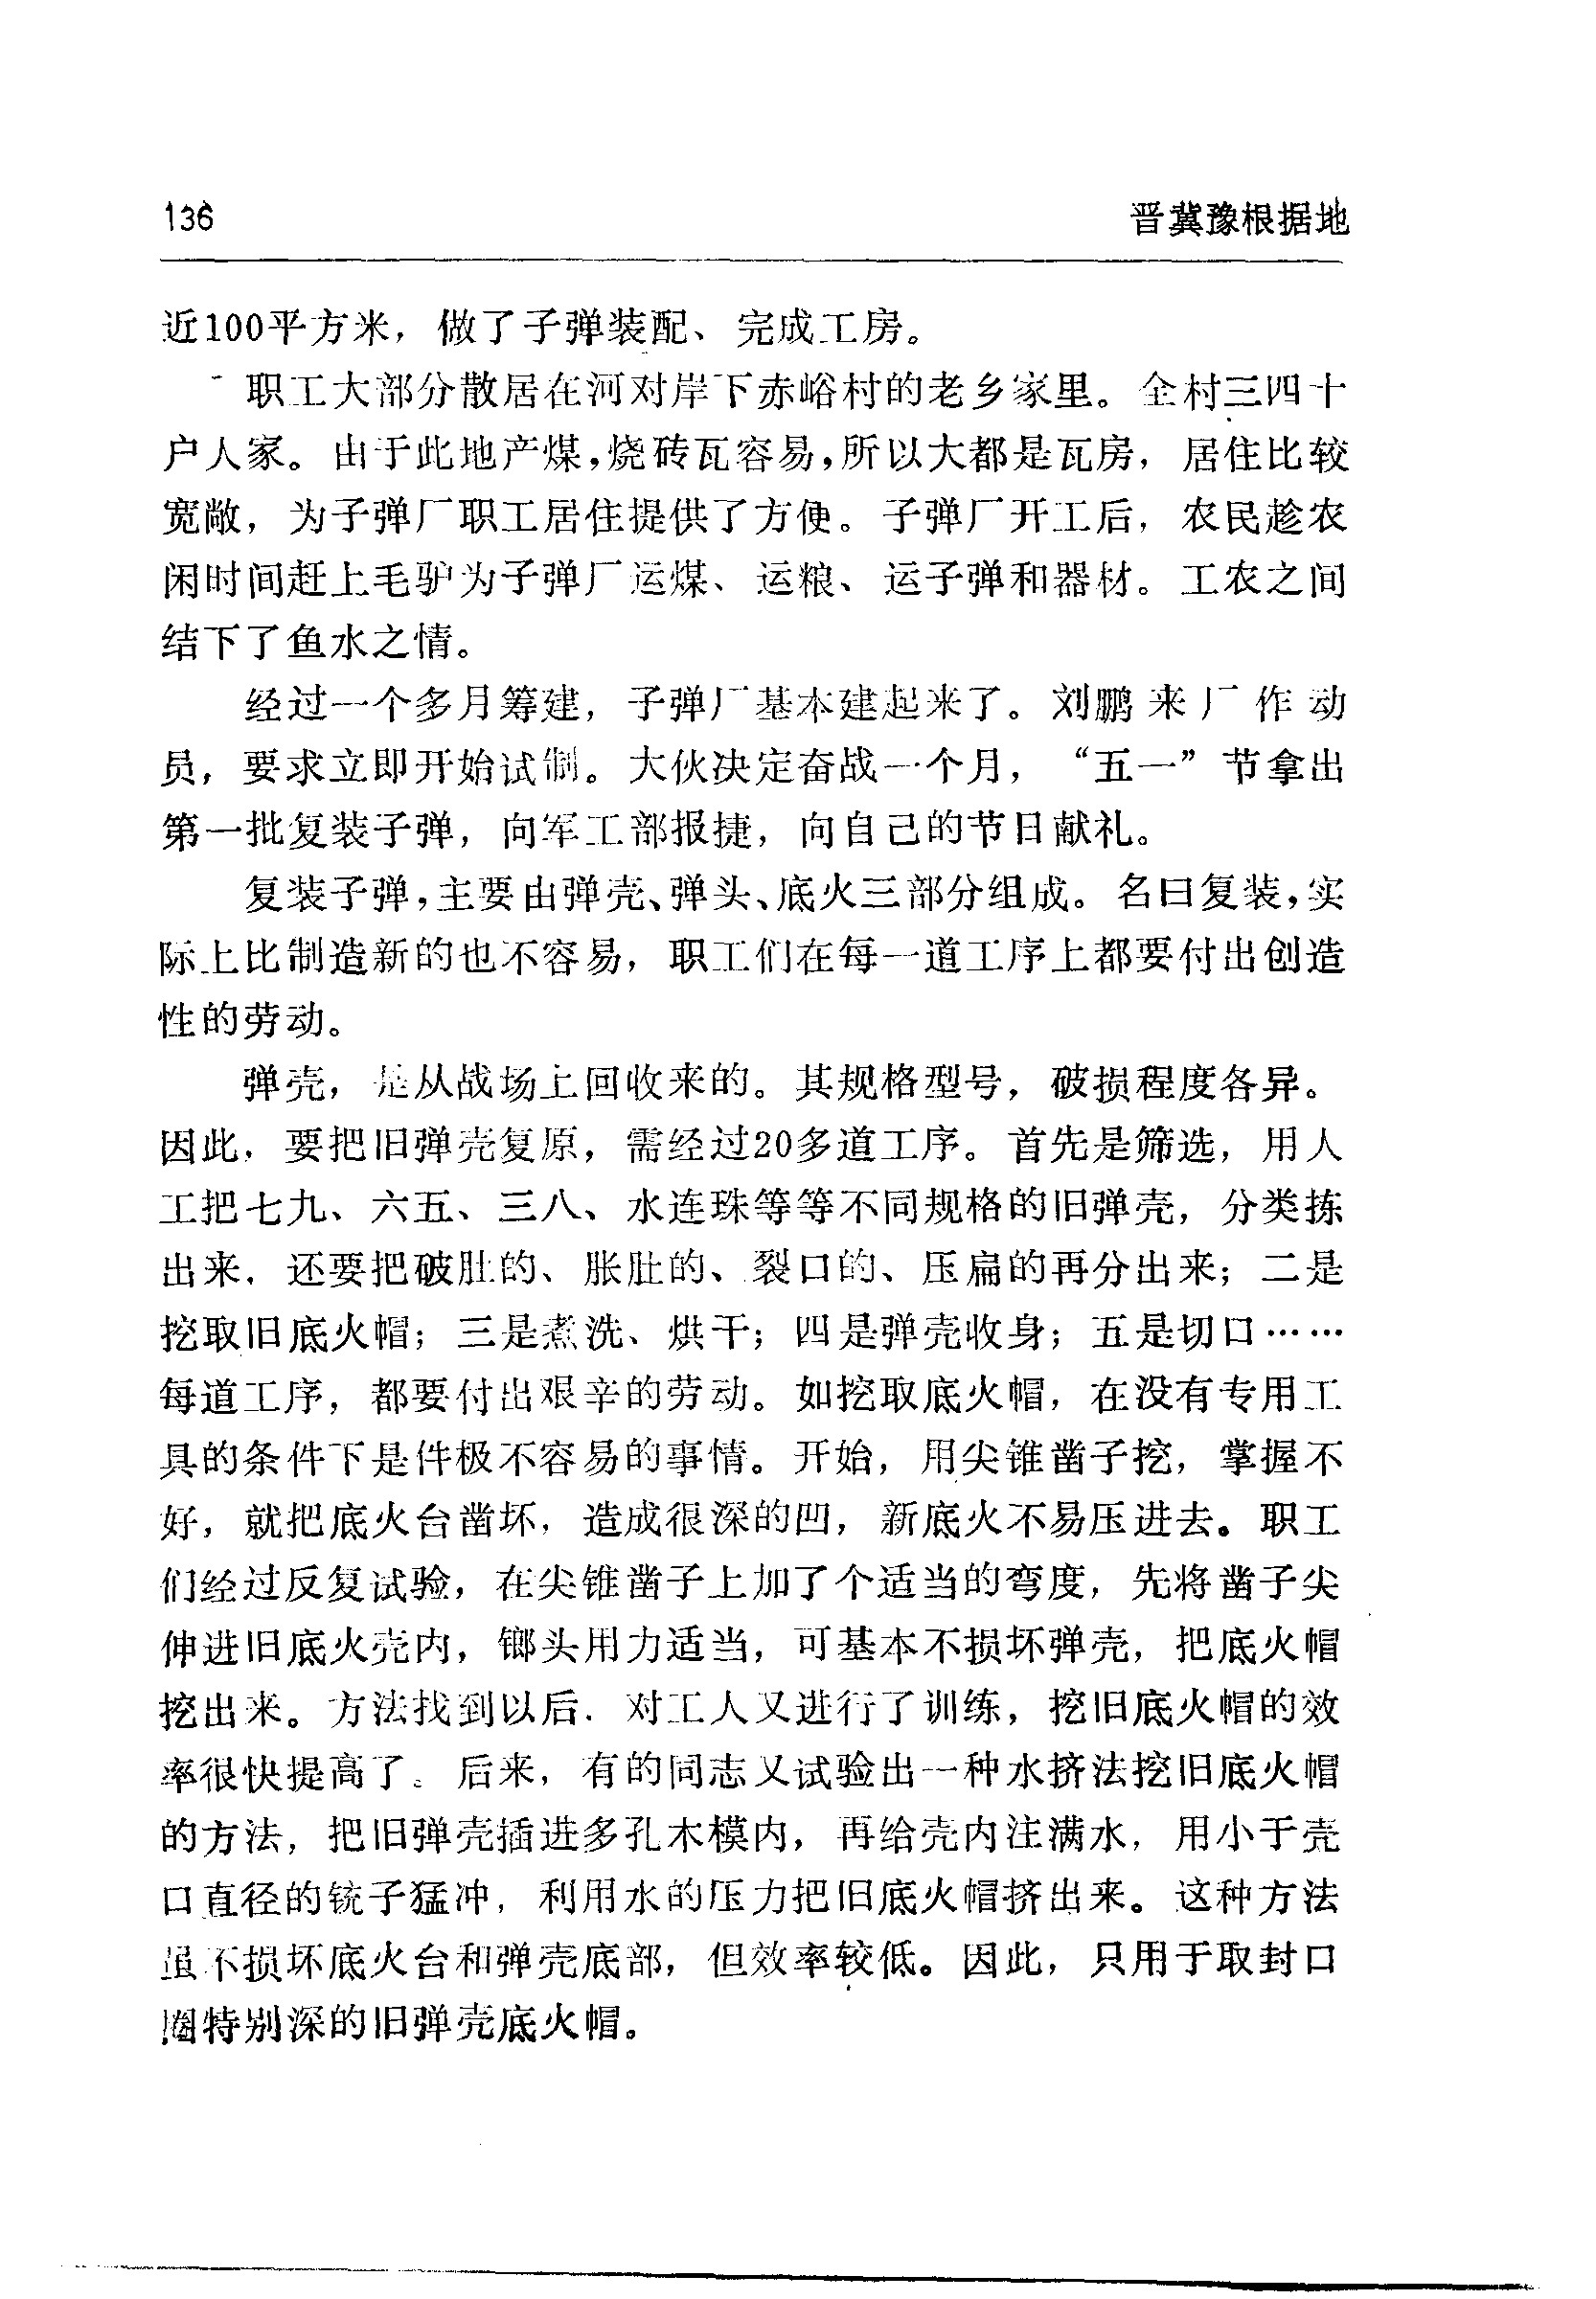 136
晋冀豫根据地
近100平方米，做了子弹装配、完成工房。
职工大部分散居在河对岸下赤峪村的老乡家里。全村三四十
户人家。由于此地产煤，烧砖瓦容易，所以大都是瓦房，居住比较
宽敞，为子弹厂职工居住提供了方便。子弹厂开工后，农民趁农
闲时间赶上毛驴为子弹厂运煤、运粮、运子弹和器材。工农之间
结下了鱼水之情。
经过一个多月筹建，子弹厂基本建起来了。刘鹏来厂作动
员，要求立即开始试制。大伙决定奋战一个月，“五一”节拿出
第一批复装子弹，向军工部报捷，向自己的节日献礼。
复装子弹，主要由弹壳、弹头、底火三部分组成。名曰复装，实
际上比制造新的也不容易，职工们在每一道工序上都要付出创造
性的劳动。
弹壳，是从战场上回收来的。其规格型号，破损程度各异。
因此，要把旧弹壳复原，需经过20多道工序。首先是筛选，用人
工把七九、六五、三八、水连珠等等不同规格的旧弹壳，分类拣
出来，还要把破肚的、胀肚的、裂口的、压扁的再分出来；二是
挖取旧底火帽；三是煮洗、烘干；四是弹壳收身；五是切口……
每道工序，都要付出艰辛的劳动。如挖取底火帽，在没有专用工
具的条件下是件极不容易的事情。开始，用尖锥凿子挖，掌握不
好，就把底火台凿坏，造成很深的凹，新底火不易压进去。职工
们经过反复试验，在尖锥凿子上加了个适当的弯度，先将凿子尖
伸进旧底火壳内，鎯头用力适当，可基本不损坏弹壳，把底火帽
挖出来。方法找到以后，对工人又进行了训练，挖旧底火帽的效
率很快提高了。后来，有的同志又试验出一种水挤法挖旧底火帽
的方法，把旧弹壳插进多孔木模内，再给壳内注满水，用小于壳
口直径的铳子猛冲，利用水的压力把旧底火帽挤出来。这种方法
虽不损坏底火台和弹壳底部，但效率较低。因此，只用于取封口
圈特别深的旧弹壳底火帽。